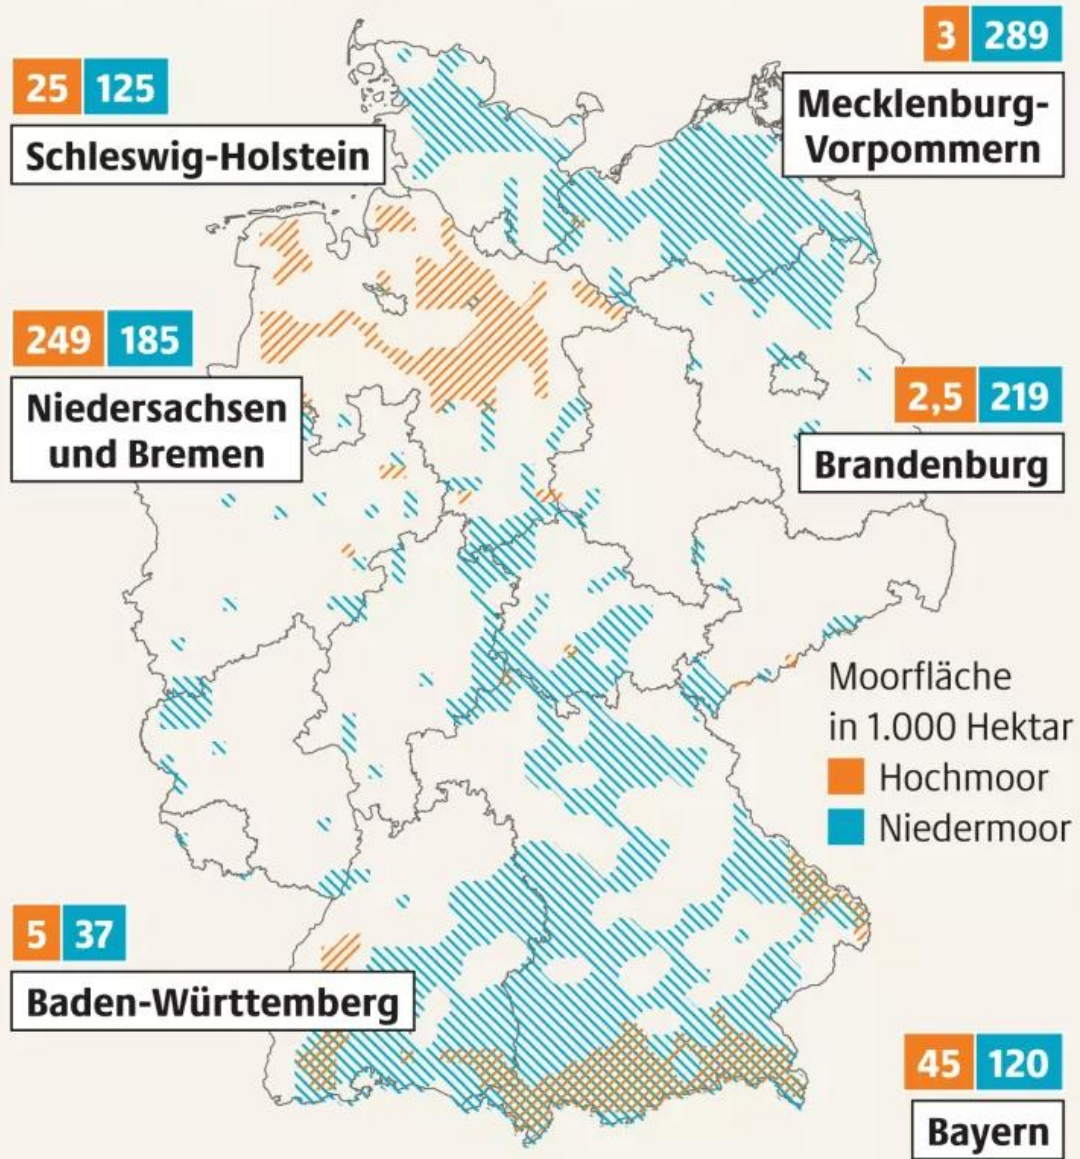 3 289
Mecklenburg-
Vorpommern
25 125
Schleswig-Holstein
249 185
Niedersachsen
und Bremen
2,5 219
Brandenburg
Moorfläche
in 1.000 Hektar
Hochmoor
Niedermoor
5 37
Baden-Württemberg
45 120
Bayern